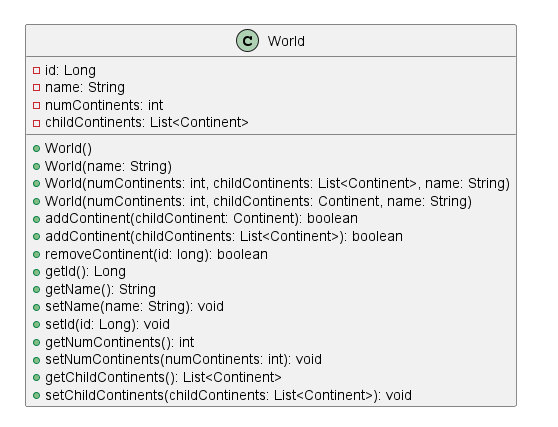 C World
id: Long
name: String
numContinents: int
childContinents: List<Continent>
World()
World(name: String)
World(numContinents: int, childContinents: List<Continent>, name: String)
World(numContinents: int, childContinents: Continent, name: String)
addContinent(childContinent: Continent): boolean
addContinent(childContinents: List<Continent>): boolean
removeContinent(id: long): boolean
getId(): Long
getName(): String
setName(name: String): void
setId(id: Long): void
getNumContinents(): int
setNumContinents(numContinents: int): void
getChildContinents(): List<Continent>
setChildContinents(childContinents: List<Continent>): void